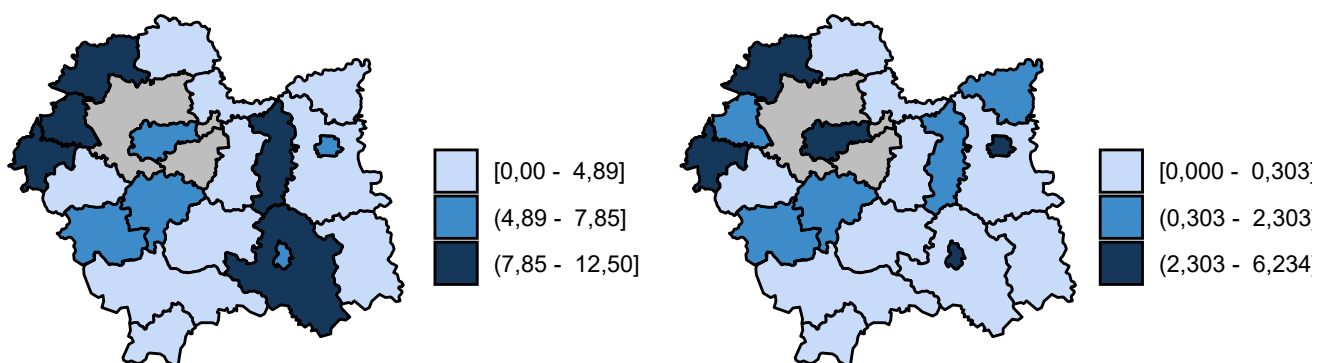 [0,00 - 4,89]
(4,89 - 7,85]
(7,85 - 12,50]
[0,000 - 0,303]
(0,303 - 2,303]
(2,303 - 6,234]